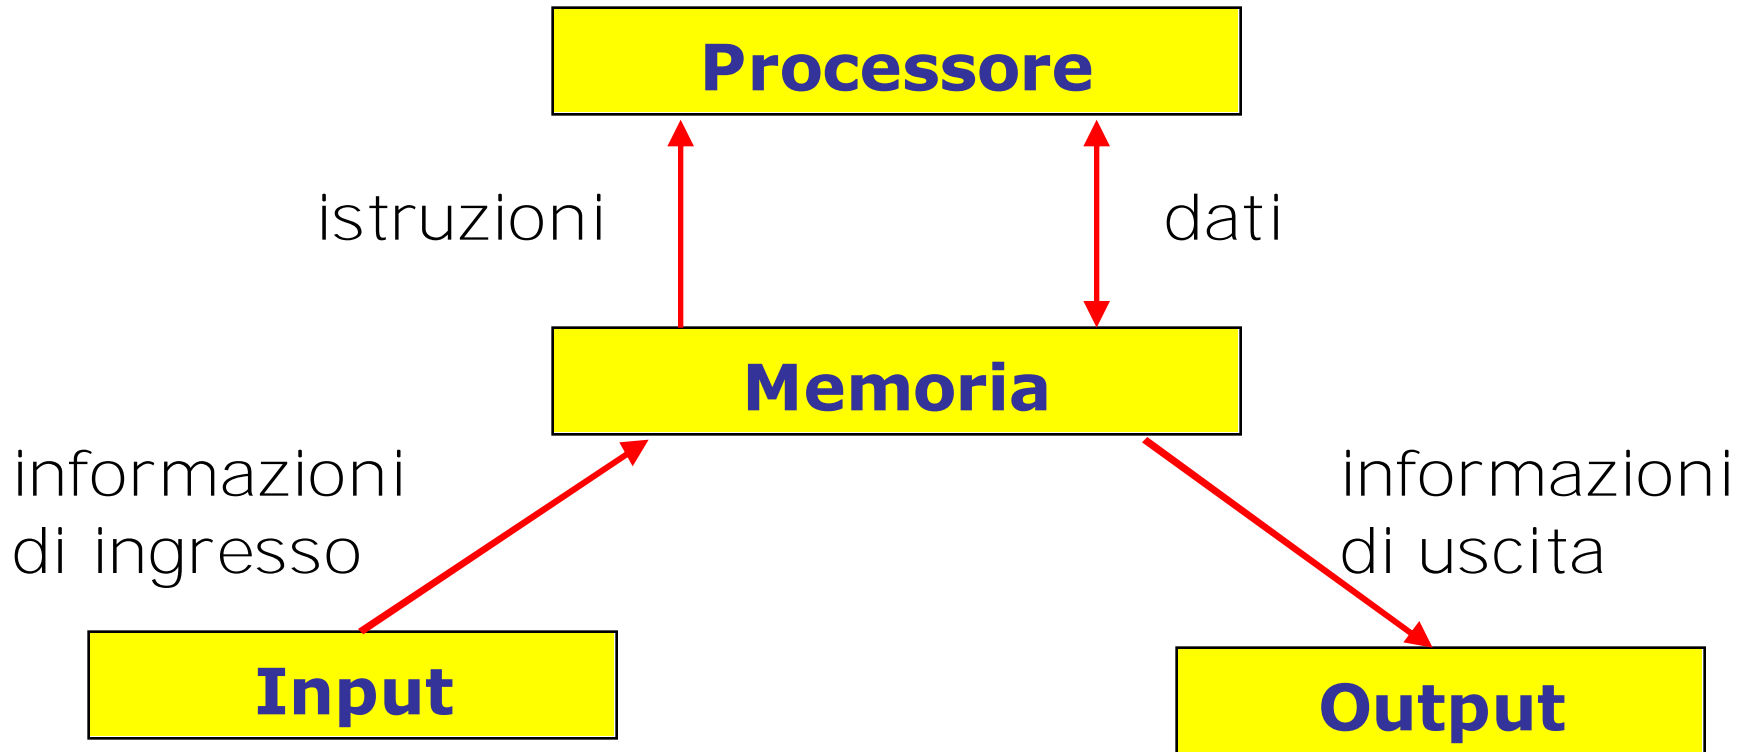 Processore
istruzioni
dati
Memoria
informazioni
di ingresso
informazioni
di uscita
Input
Output